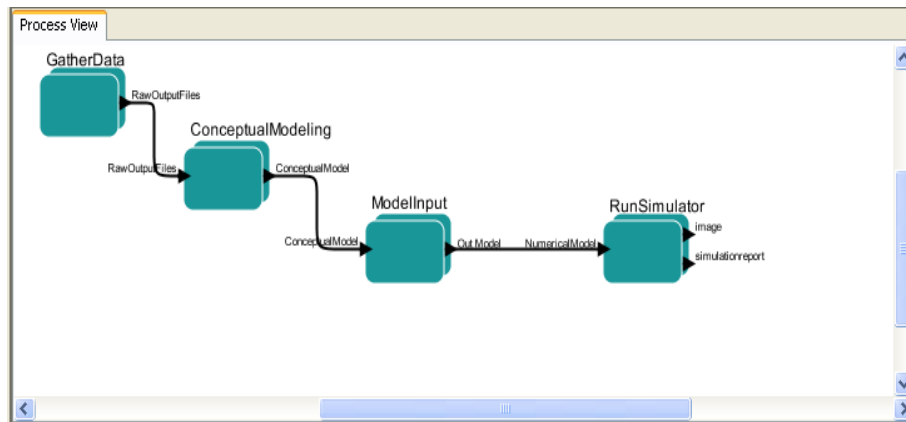 Process View
GatherData
RawOutputFiles
ConceptualModeling
RawOutputFiles
ConceptualModel
ModelInput
RunSimulator
image
ConceptualModel
Out Model
NumericalModel
simulationreport